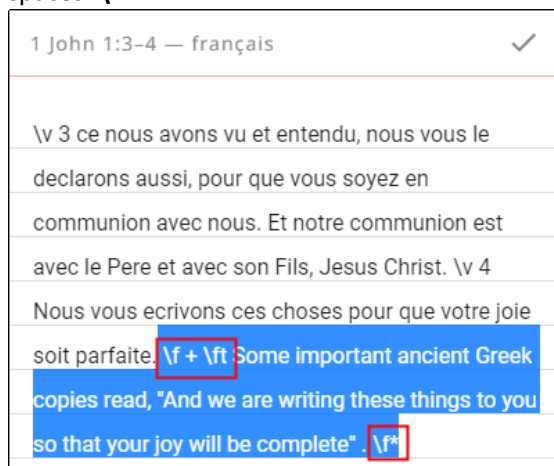 1 John 1:3–4 — français
\v 3 ce nous avons vu et entendu, nous vous le
declarons aussi, pour que vous soyez en
communion avec nous. Et notre communion est
avec le Pere et avec son Fils, Jesus Christ. \v 4
Nous vous ecrivons ces choses pour que votre joie
soit parfaite. \f + \ft Some important ancient Greek
copies read, "And we are writing these things to you
so that your joy will be complete" . \f*